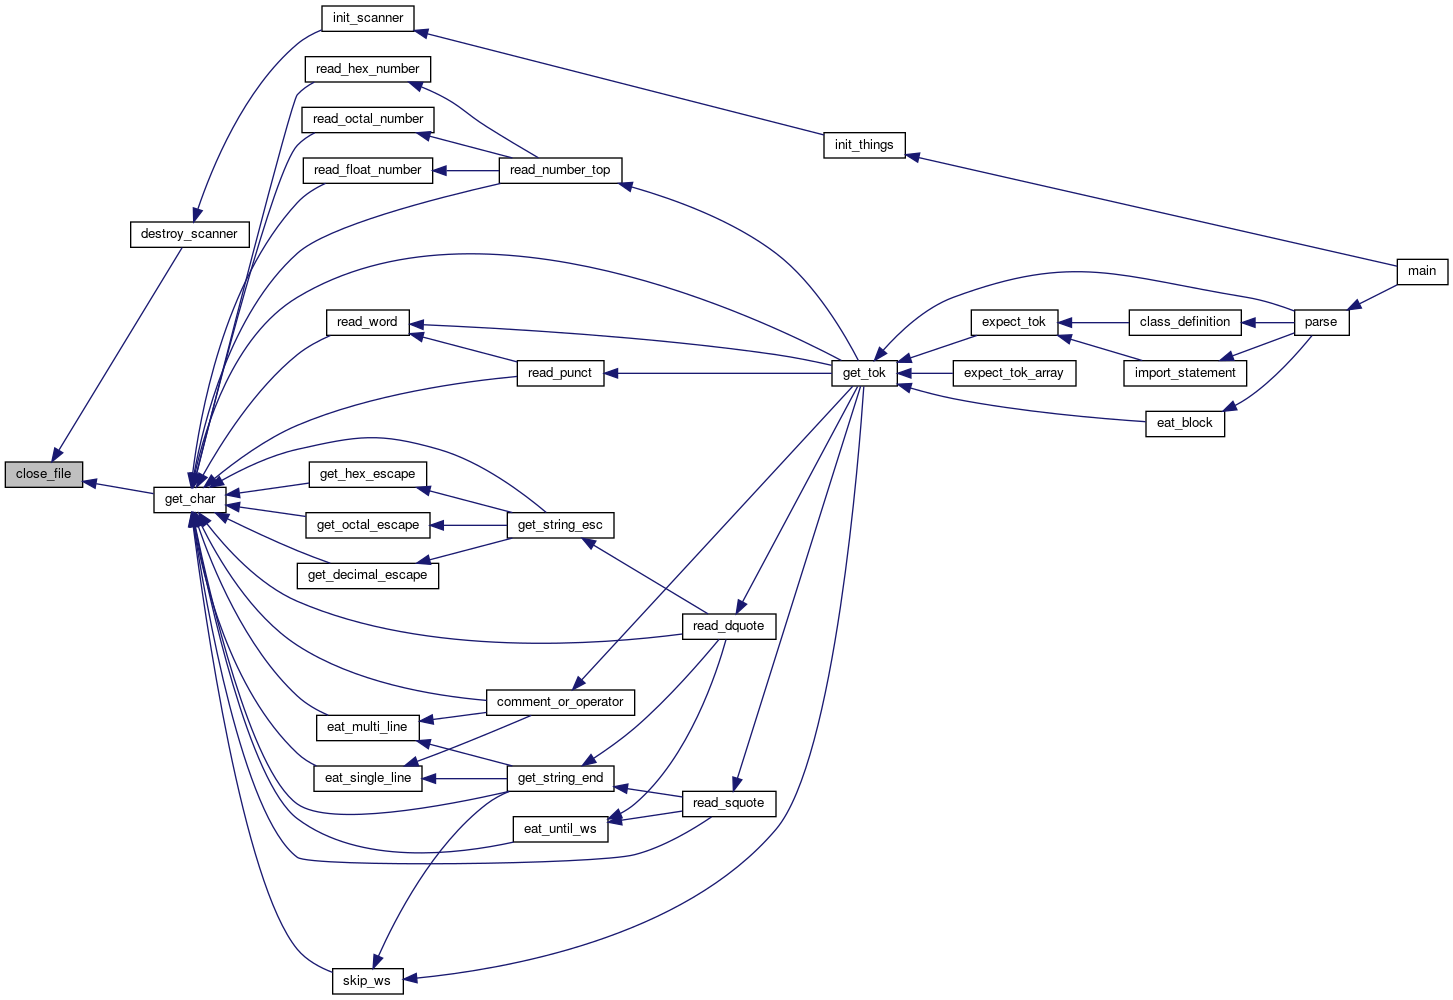 init_scanner
read_hex_number
read_octal_number
init_things
read_float_number
read_number_top
destroy_scanner
main
read_word
expect_tok
class_definition
parse
read_punct
get_tok
expect_tok_array
import_statement
eat_block
close_file
get_hex_escape
get_char
get_octal_escape
get_string_esc
get_decimal_escape
read_dquote
comment_or_operator
eat_multi_line
eat_single_line
get_string_end
read_squote
eat_until_ws
skip_ws